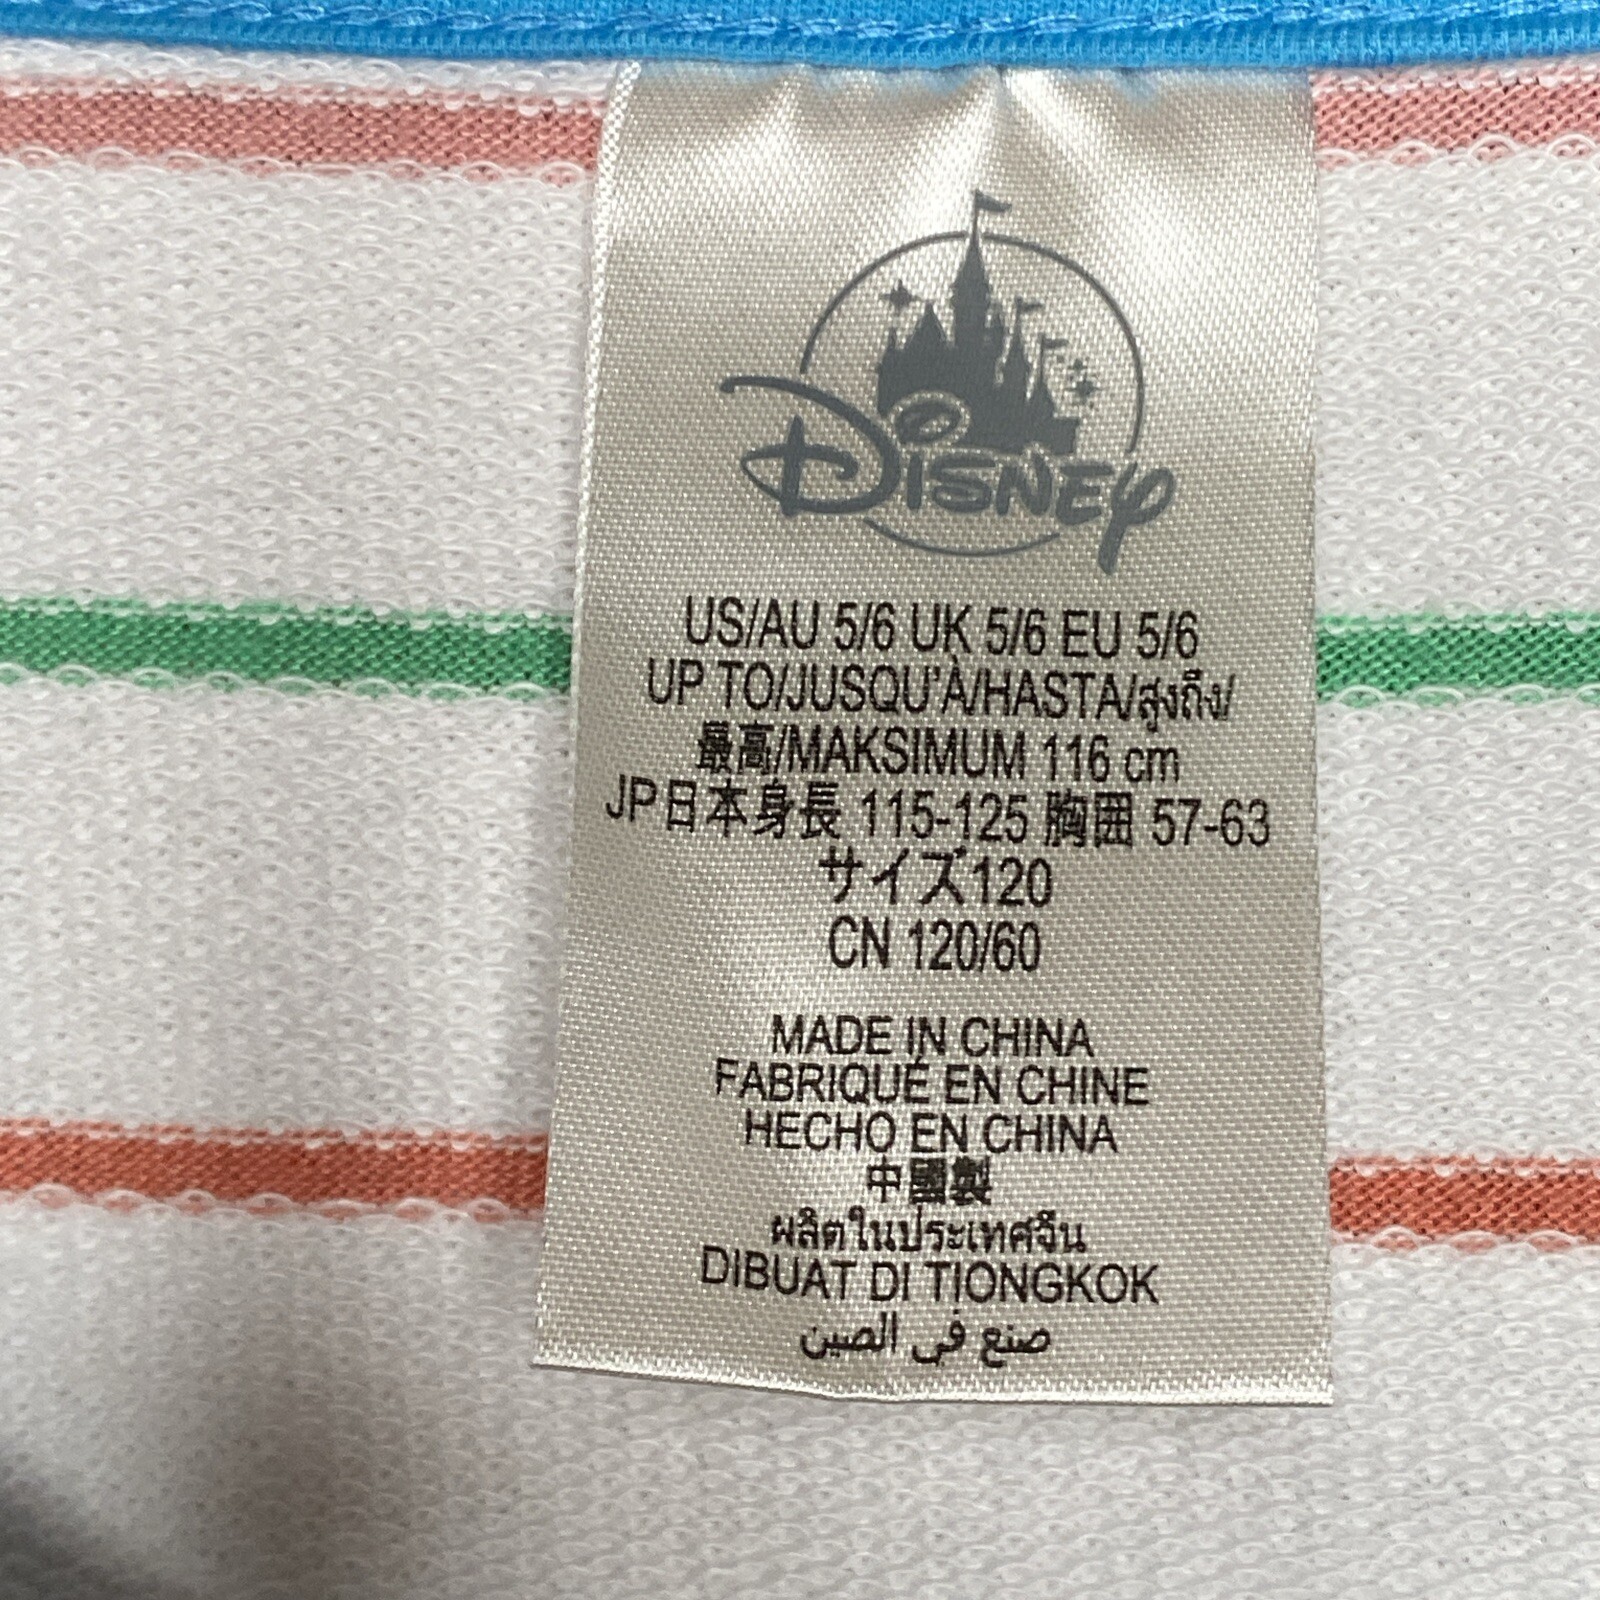 Disney
US/AU 5/6 UK 5/6 EU 5/6
UP TO/JUSQU'À/HASTA/สูงถึง/
最高/MAKSIMUM 116 cm
JP日本身長 115-125 胸囲 57-63
サイズ120
CN 120/60
MADE IN CHINA
FABRIQUÉ EN CHINE
HECHO EN CHINA
中國製
ผลิตในประเทศจีน
DIBUAT DI TIONGKOK
صنع في الصين